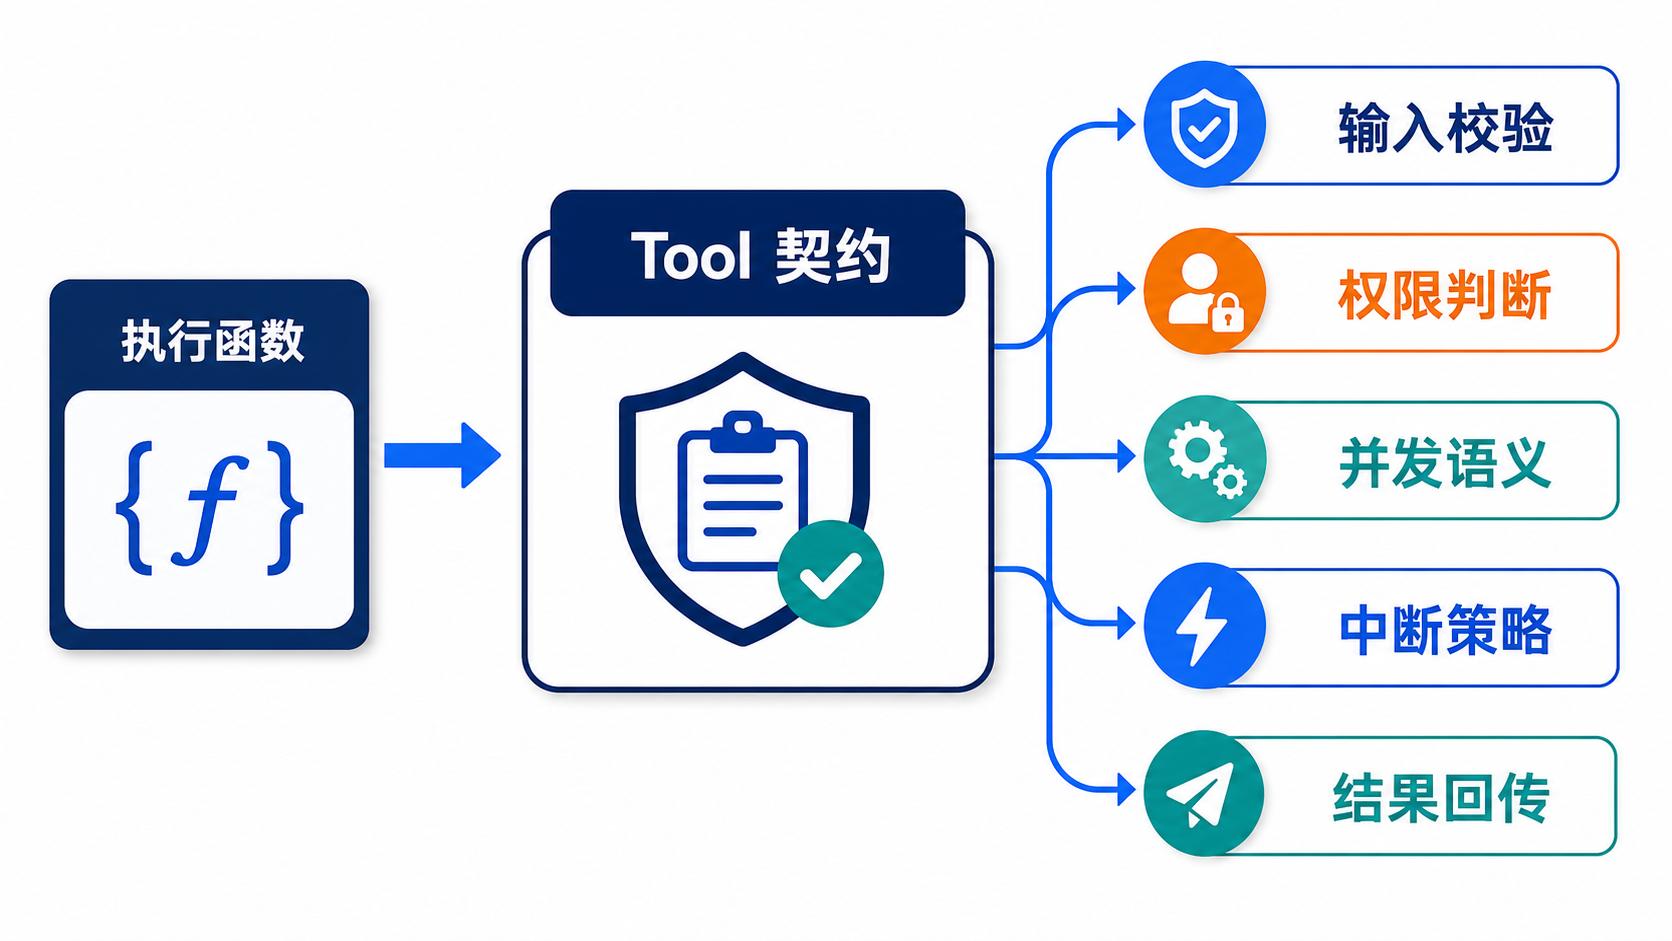 执行函数
{ f }
Tool 契约
输入校验
权限判断
并发语义
中断策略
结果回传